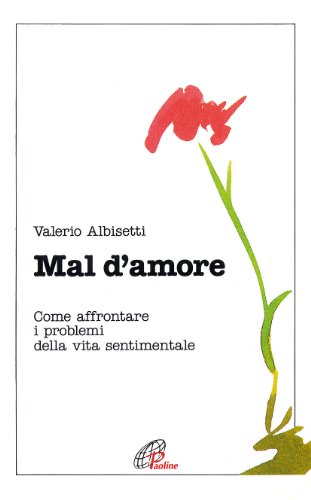 Valerio Albisetti
Mal d'amore
Come affrontare
i problemi
della vita sentimentale
Paoline